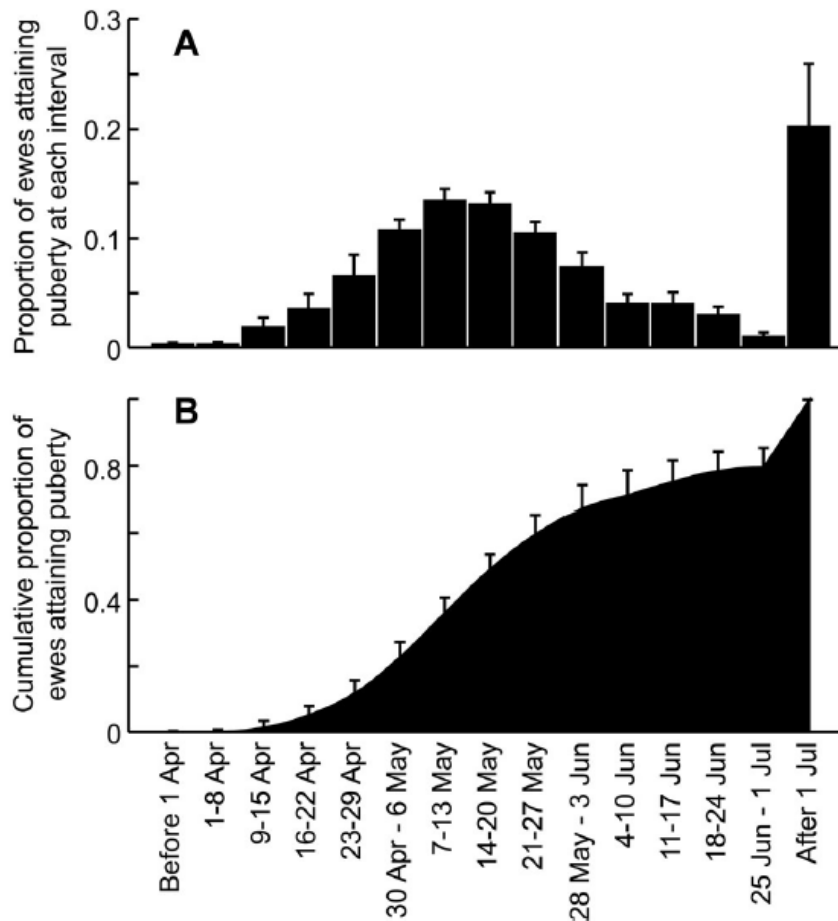 A
Proportion of ewes attaining
puberty at each interval
0.3
0.2
0.1
0
B
Cumulative proportion of
ewes attaining puberty
0.8
0.4
0
Before 1 Apr
1-8 Apr
9-15 Apr
16-22 Apr
23-29 Apr
30 Apr - 6 May
7-13 May
14-20 May
21-27 May
28 May - 3 Jun
4-10 Jun
11-17 Jun
18-24 Jun
25 Jun - 1 Jul
After 1 Jul